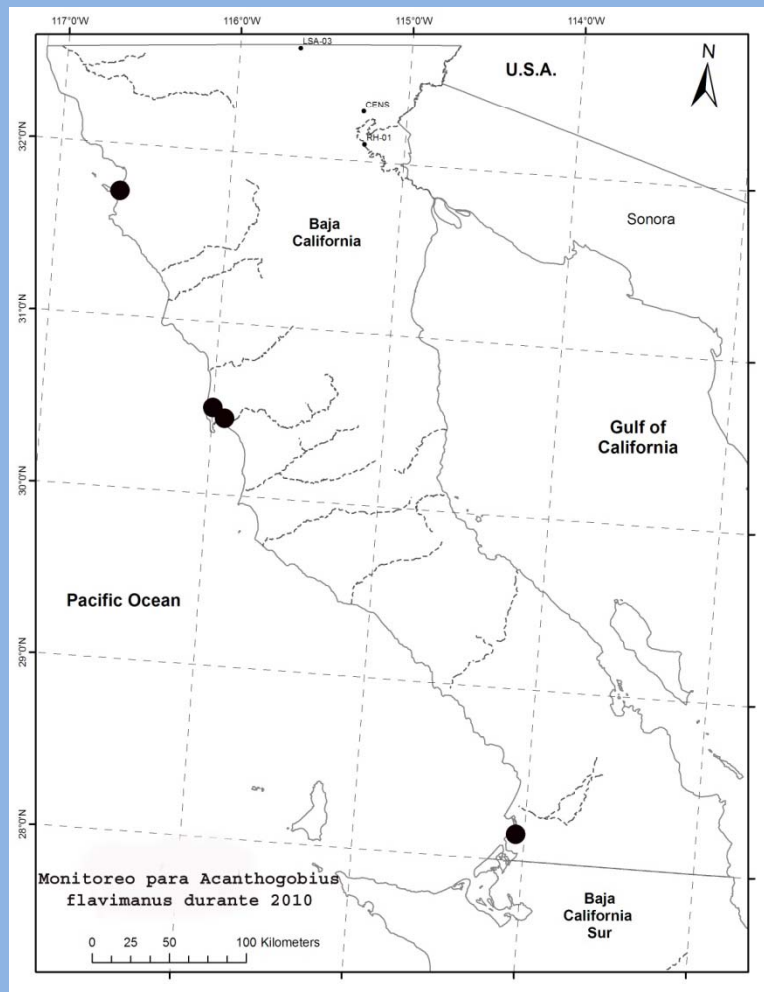 117°0'W 116°0'W 115°0'W 114°0'W
LSA-03
U.S.A.
N
CENS
32°0'N
RH-01
Sonora
Baja
California
31°0'N
Gulf of
California
30°0'N
Pacific Ocean
29°0'N
28°0'N
Monitoreo para Acanthogobius
flavimanus durante 2010
Baja
California
Sur
0 25 50 100 Kilometers